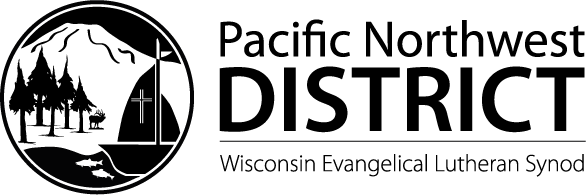 Pacific Northwest
DISTRICT
Wisconsin Evangelical Lutheran Synod